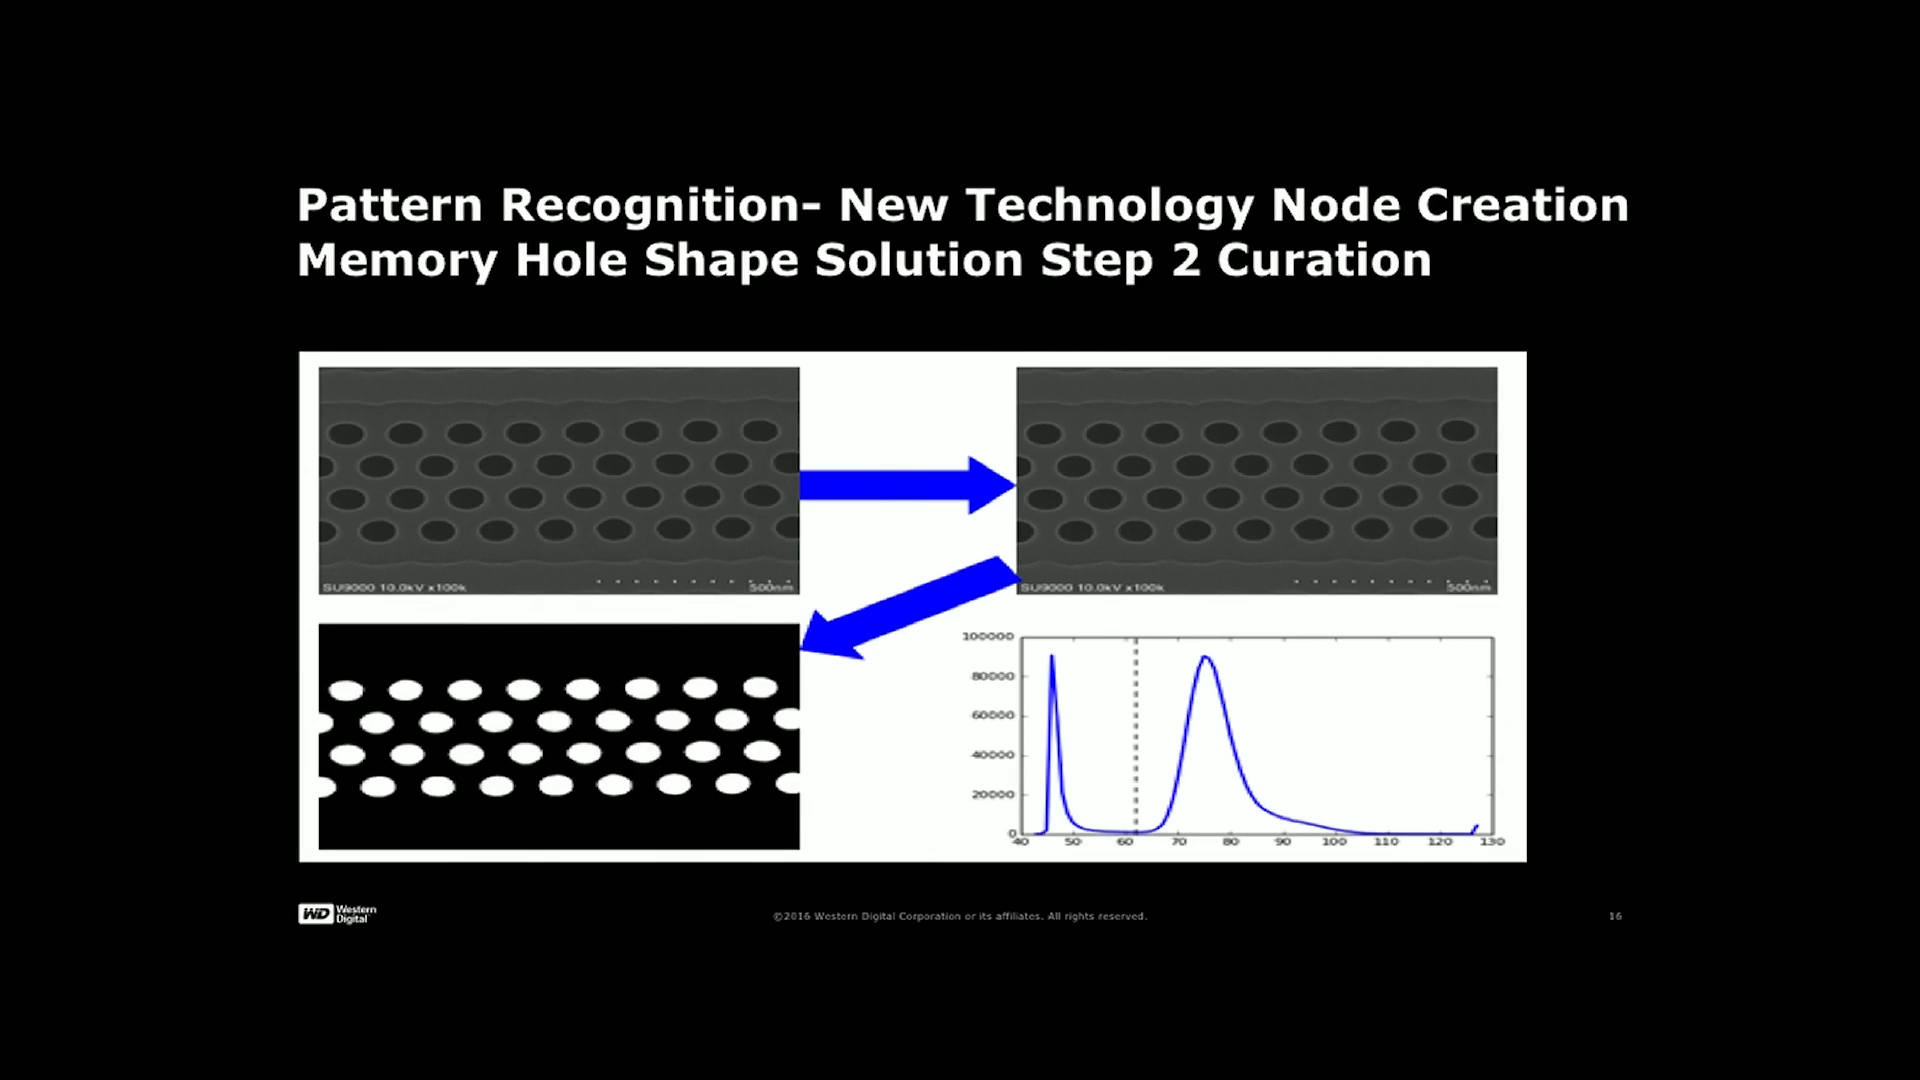 Pattern Recognition- New Technology Node Creation
Memory Hole Shape Solution Step 2 Curation
SU9000 10.0kV x100k
500nm
SU9000 10.0kV x100k
500nm
100000
80000
60000
40000
20000
0
40 50 60 70 80 90 100 110 120 130
WD Western
Digital
©2016 Western Digital Corporation or its affiliates. All rights reserved.
16